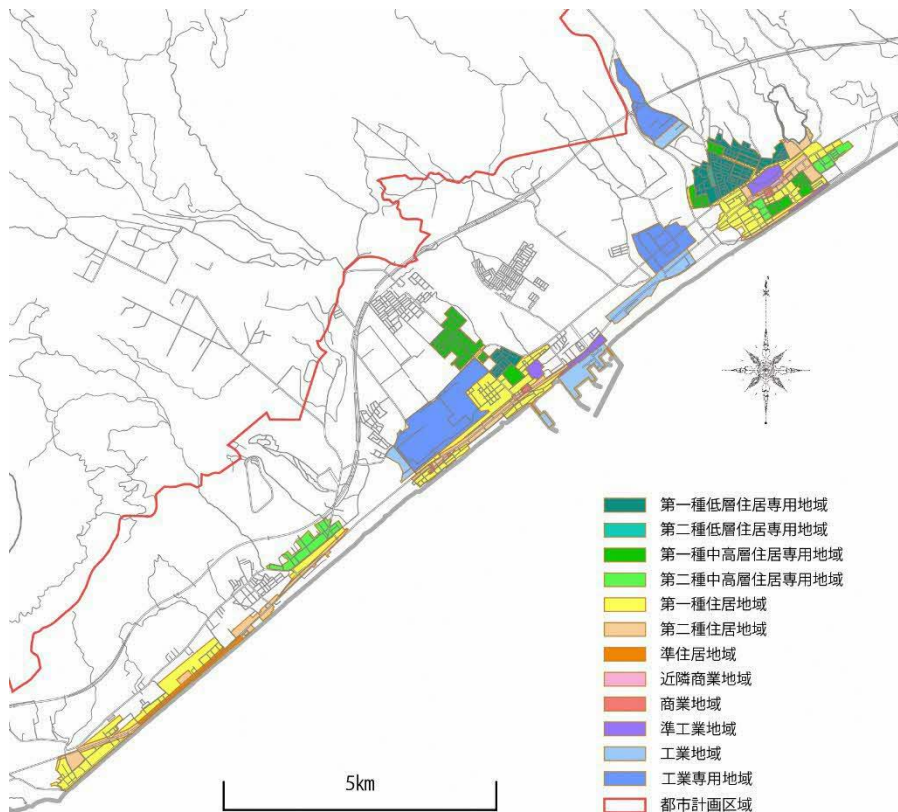 第一種低層住居専用地域
第二種低層住居専用地域
第一種中高層住居専用地域
第二種中高層住居専用地域
第一種住居地域
第二種住居地域
準住居地域
近隣商業地域
商業地域
準工業地域
工業地域
工業専用地域
都市計画区域
5km